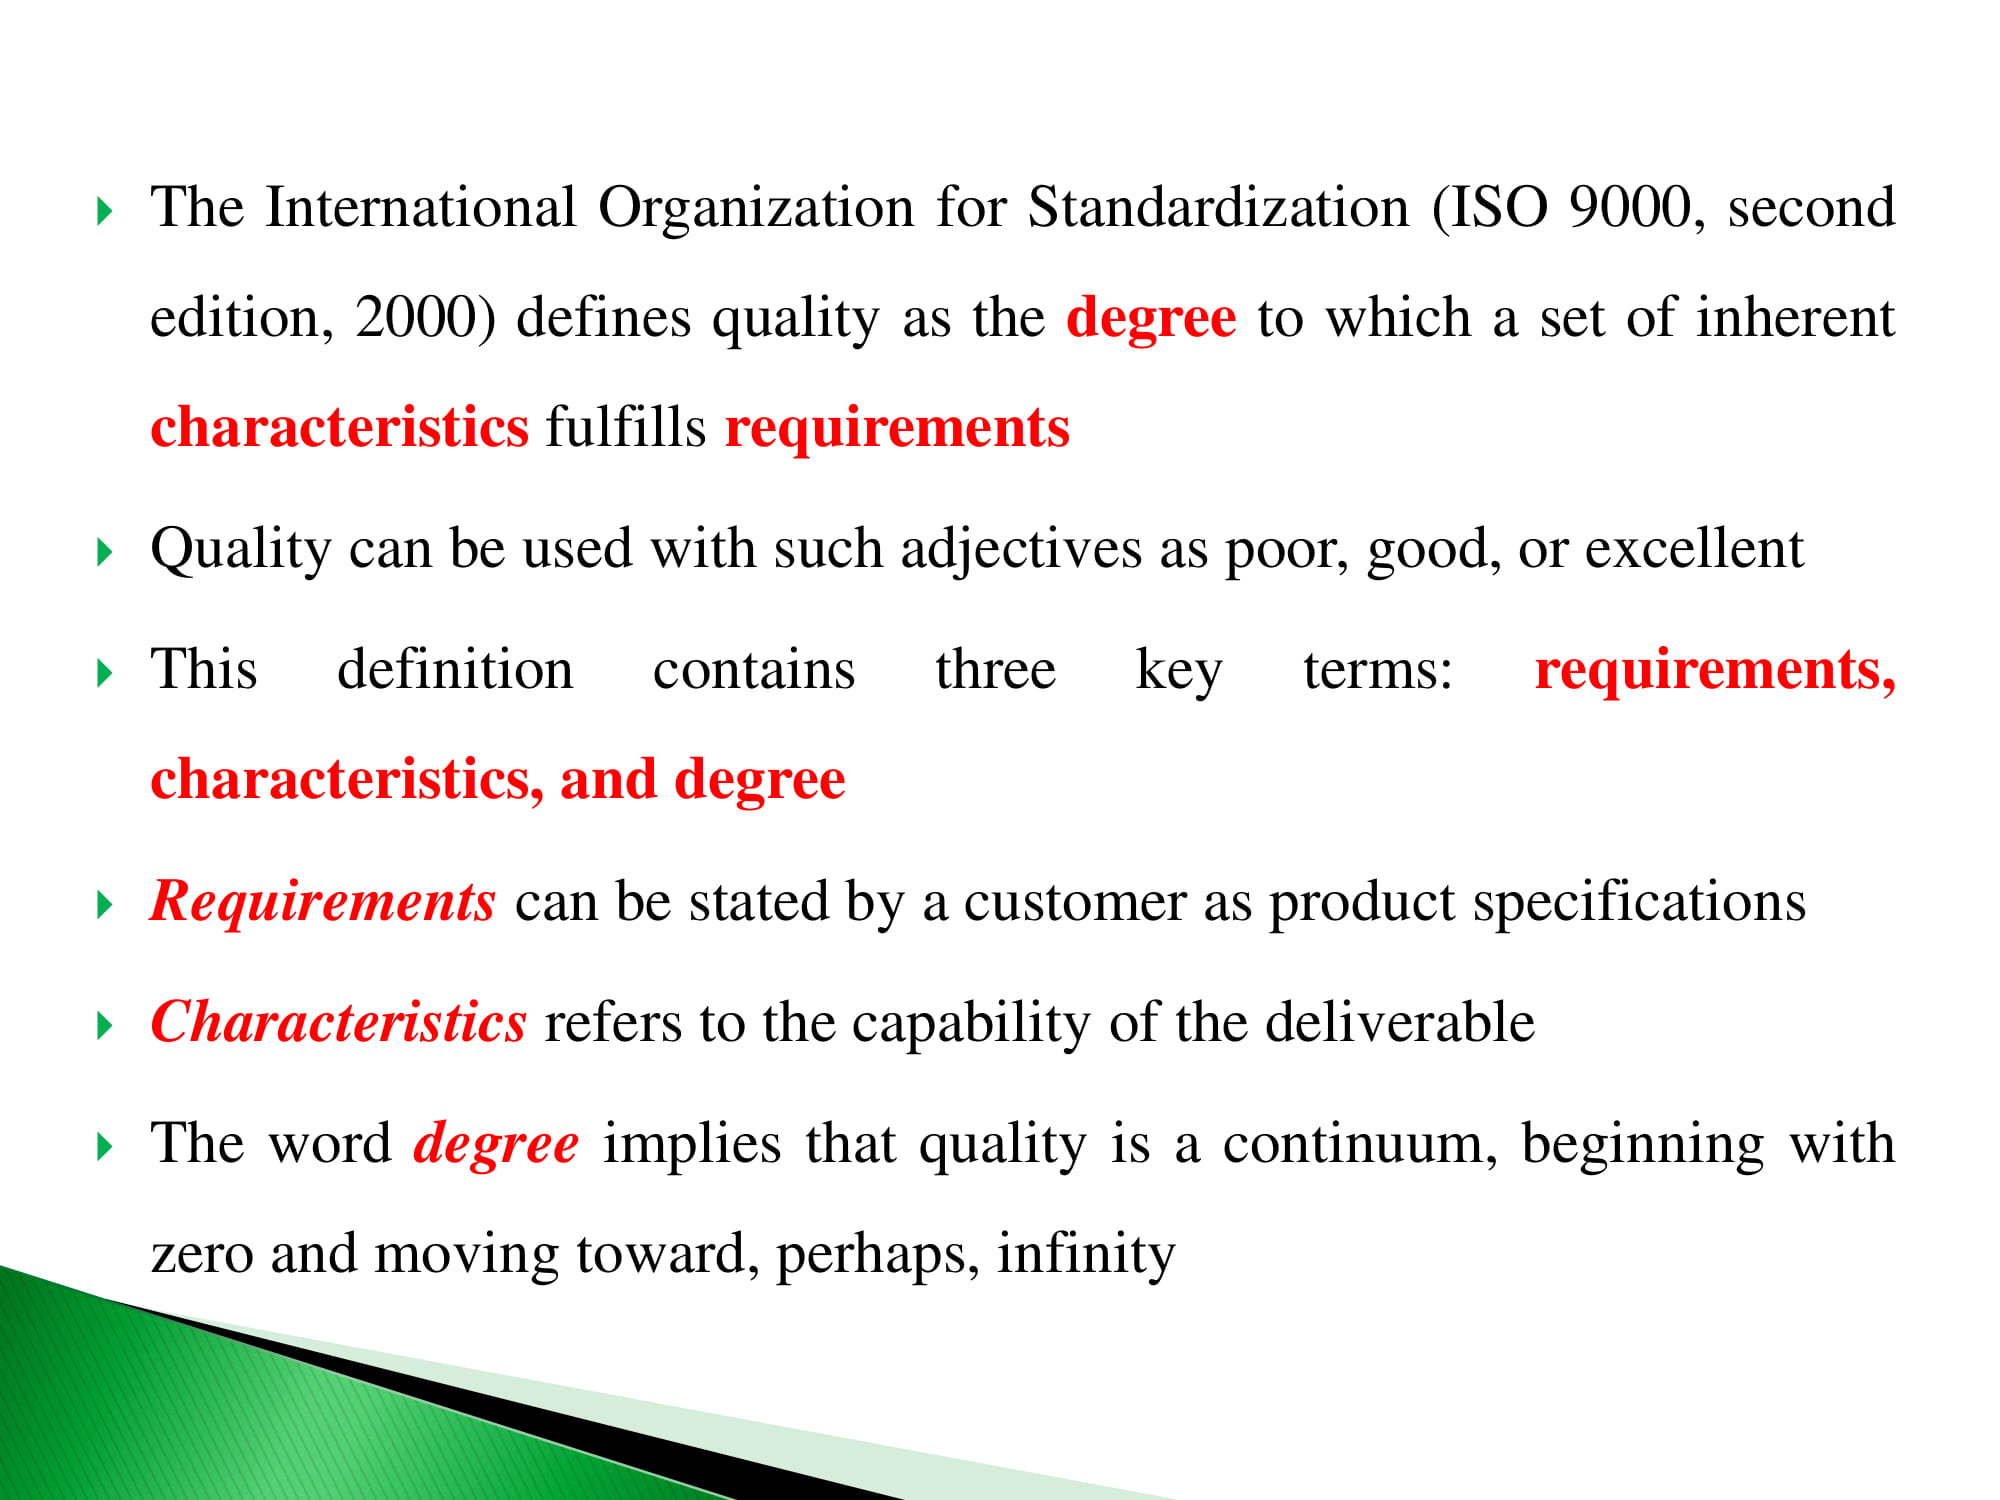 The International Organization for Standardization (ISO 9000, second
edition, 2000) defines quality as the degree to which a set of inherent
characteristics fulfills requirements
Quality can be used with such adjectives as poor, good, or excellent
This definition contains three key terms: requirements,
characteristics, and degree
Requirements can be stated by a customer as product specifications
Characteristics refers to the capability of the deliverable
The word degree implies that quality is a continuum, beginning with
zero and moving toward, perhaps, infinity